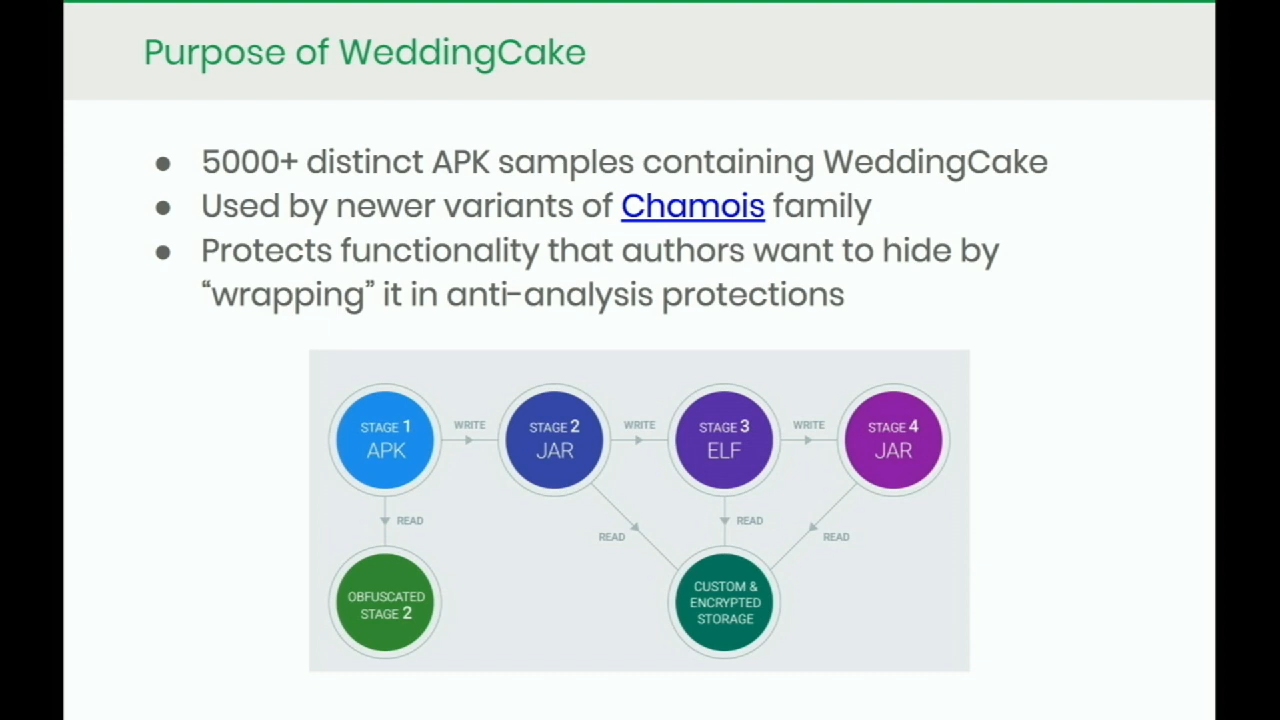 Purpose of WeddingCake
● 5000+ distinct APK samples containing WeddingCake
● Used by newer variants of Chamois family
● Protects functionality that authors want to hide by
“wrapping” it in anti-analysis protections
STAGE 1
APK
WRITE
STAGE 2
JAR
WRITE
STAGE 3
ELF
WRITE
STAGE 4
JAR
READ
READ
READ
READ
OBFUSCATED
STAGE 2
CUSTOM &
ENCRYPTED
STORAGE